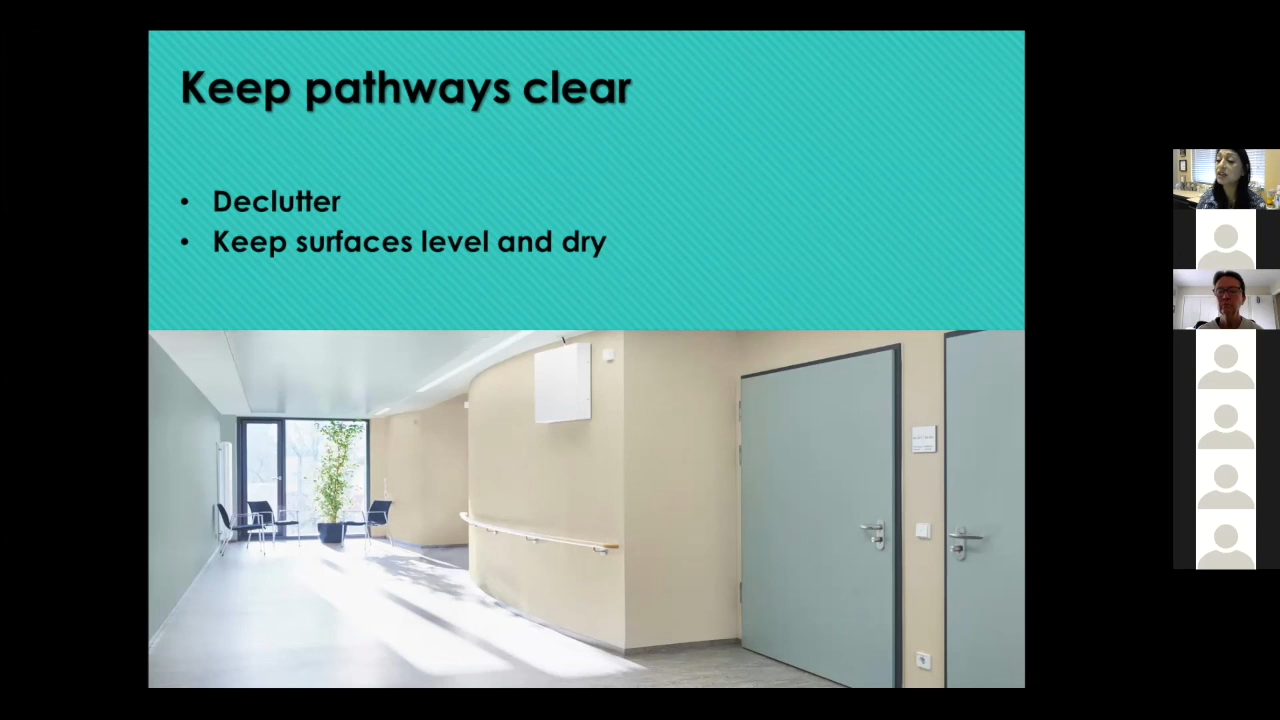 Keep pathways clear
• Declutter
• Keep surfaces level and dry